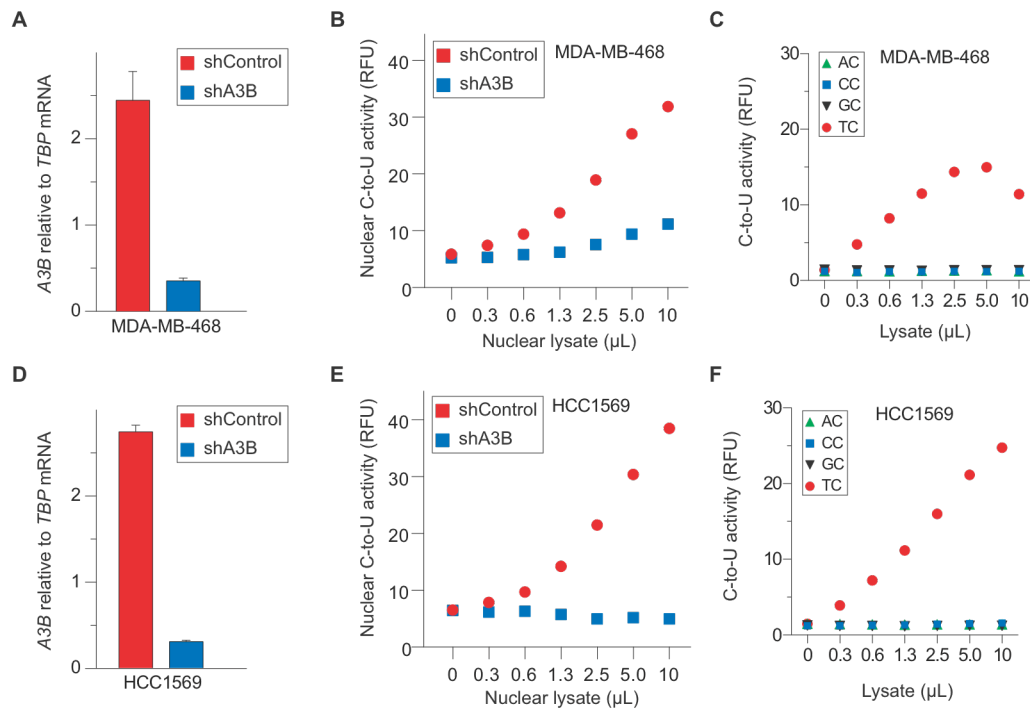 A
A3B relative to TBP mRNA
2
1
0
shControl
shA3B
MDA-MB-468
B
Nuclear C-to-U activity (RFU)
40
30
20
10
0
shControl
shA3B
MDA-MB-468
0 0.3 0.6 1.3 2.5 5.0 10
Nuclear lysate (µL)
C
C-to-U activity (RFU)
30
15
0
AC
CC
GC
TC
MDA-MB-468
0 0.3 0.6 1.3 2.5 5.0 10
Lysate (µL)
D
A3B relative to TBP mRNA
2
1
0
shControl
shA3B
HCC1569
E
Nuclear C-to-U activity (RFU)
40
30
20
10
0
shControl
shA3B
HCC1569
0 0.3 0.6 1.3 2.5 5.0 10
Nuclear lysate (µL)
F
C-to-U activity (RFU)
30
20
10
0
AC
CC
GC
TC
HCC1569
0 0.3 0.6 1.3 2.5 5.0 10
Lysate (µL)